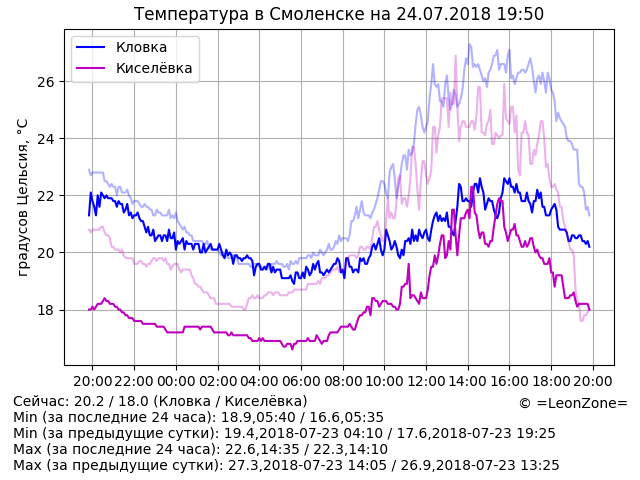 Температура в Смоленске на 24.07.2018 19:50
Кловка
Киселёвка
градусов Цельсия, °C
26
24
22
20
18
20:00 22:00 00:00 02:00 04:00 06:00 08:00 10:00 12:00 14:00 16:00 18:00 20:00
Сейчас: 20.2 / 18.0 (Кловка / Киселёвка)
© =LeonZone=
Min (за последние 24 часа): 18.9,05:40 / 16.6,05:35
Min (за предыдущие сутки): 19.4,2018-07-23 04:10 / 17.6,2018-07-23 19:25
Max (за последние 24 часа): 22.6,14:35 / 22.3,14:10
Max (за предыдущие сутки): 27.3,2018-07-23 14:05 / 26.9,2018-07-23 13:25